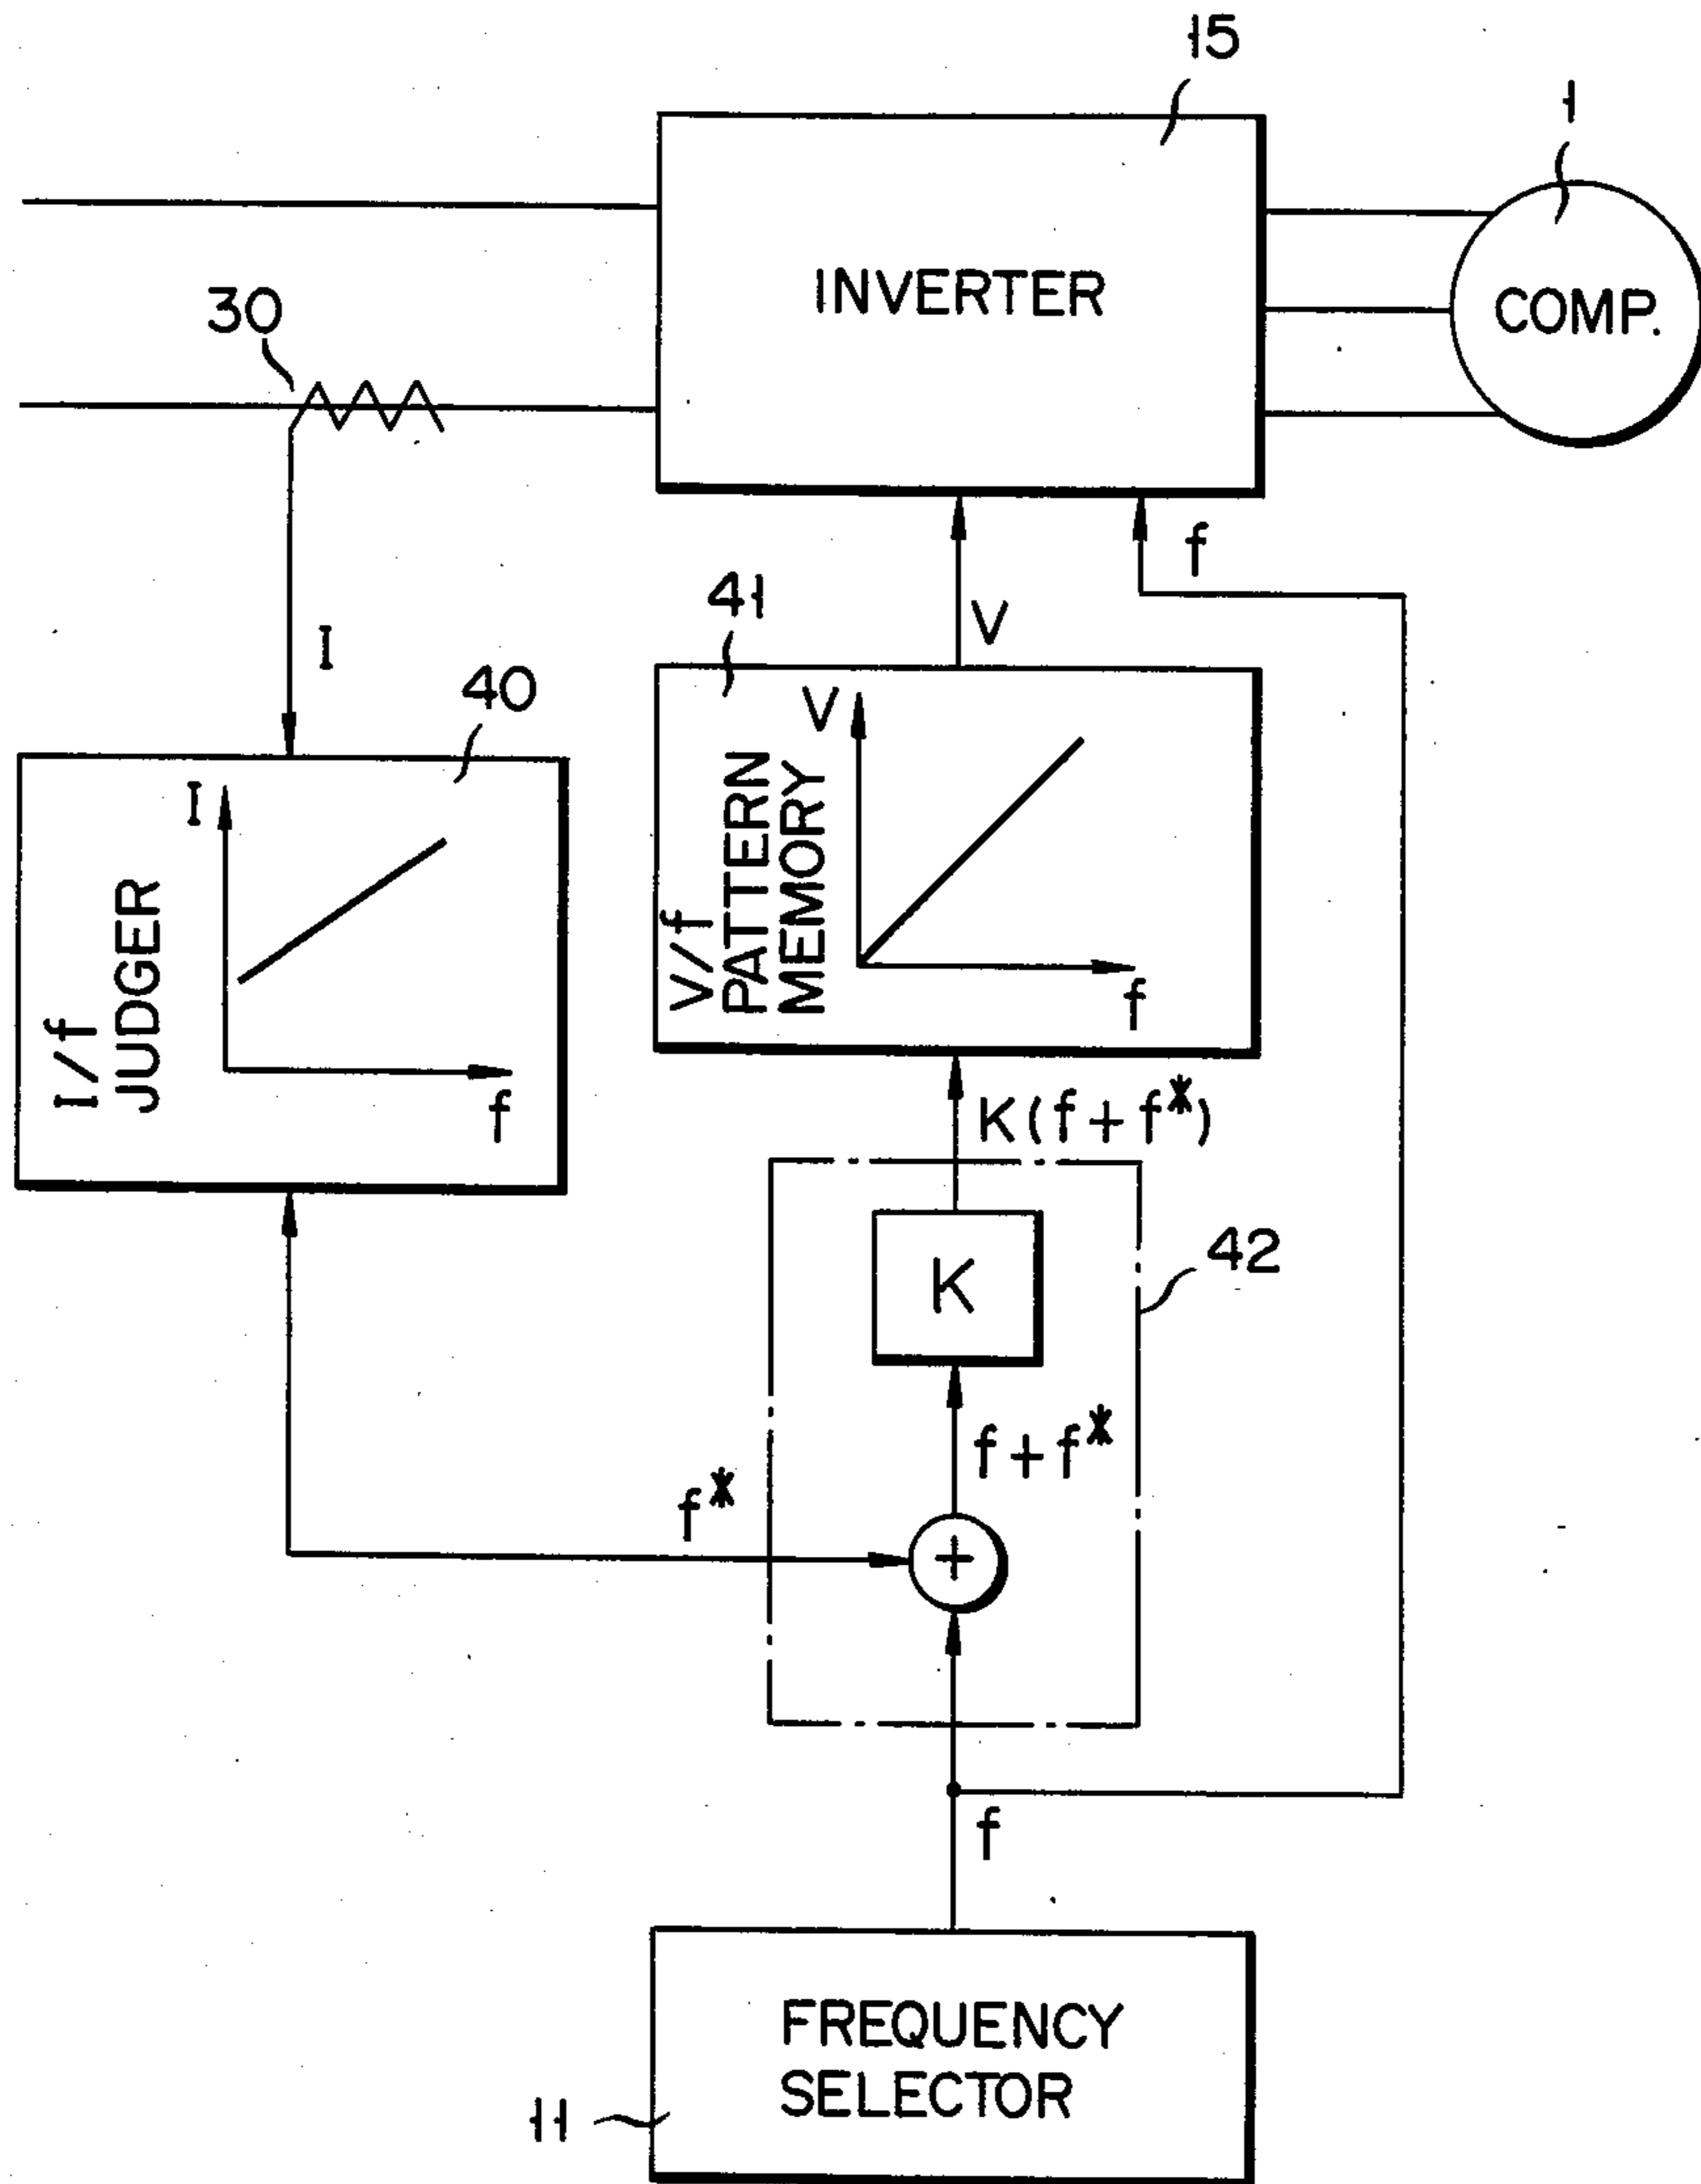 15
1
INVERTER
COMP.
30
f
41
V
I
40
V
I
V/f
PATTERN
MEMORY
f
I/f
JUDGER
f
K(f+f*)
42
K
f+f*
f*
+
f
FREQUENCY
SELECTOR
11